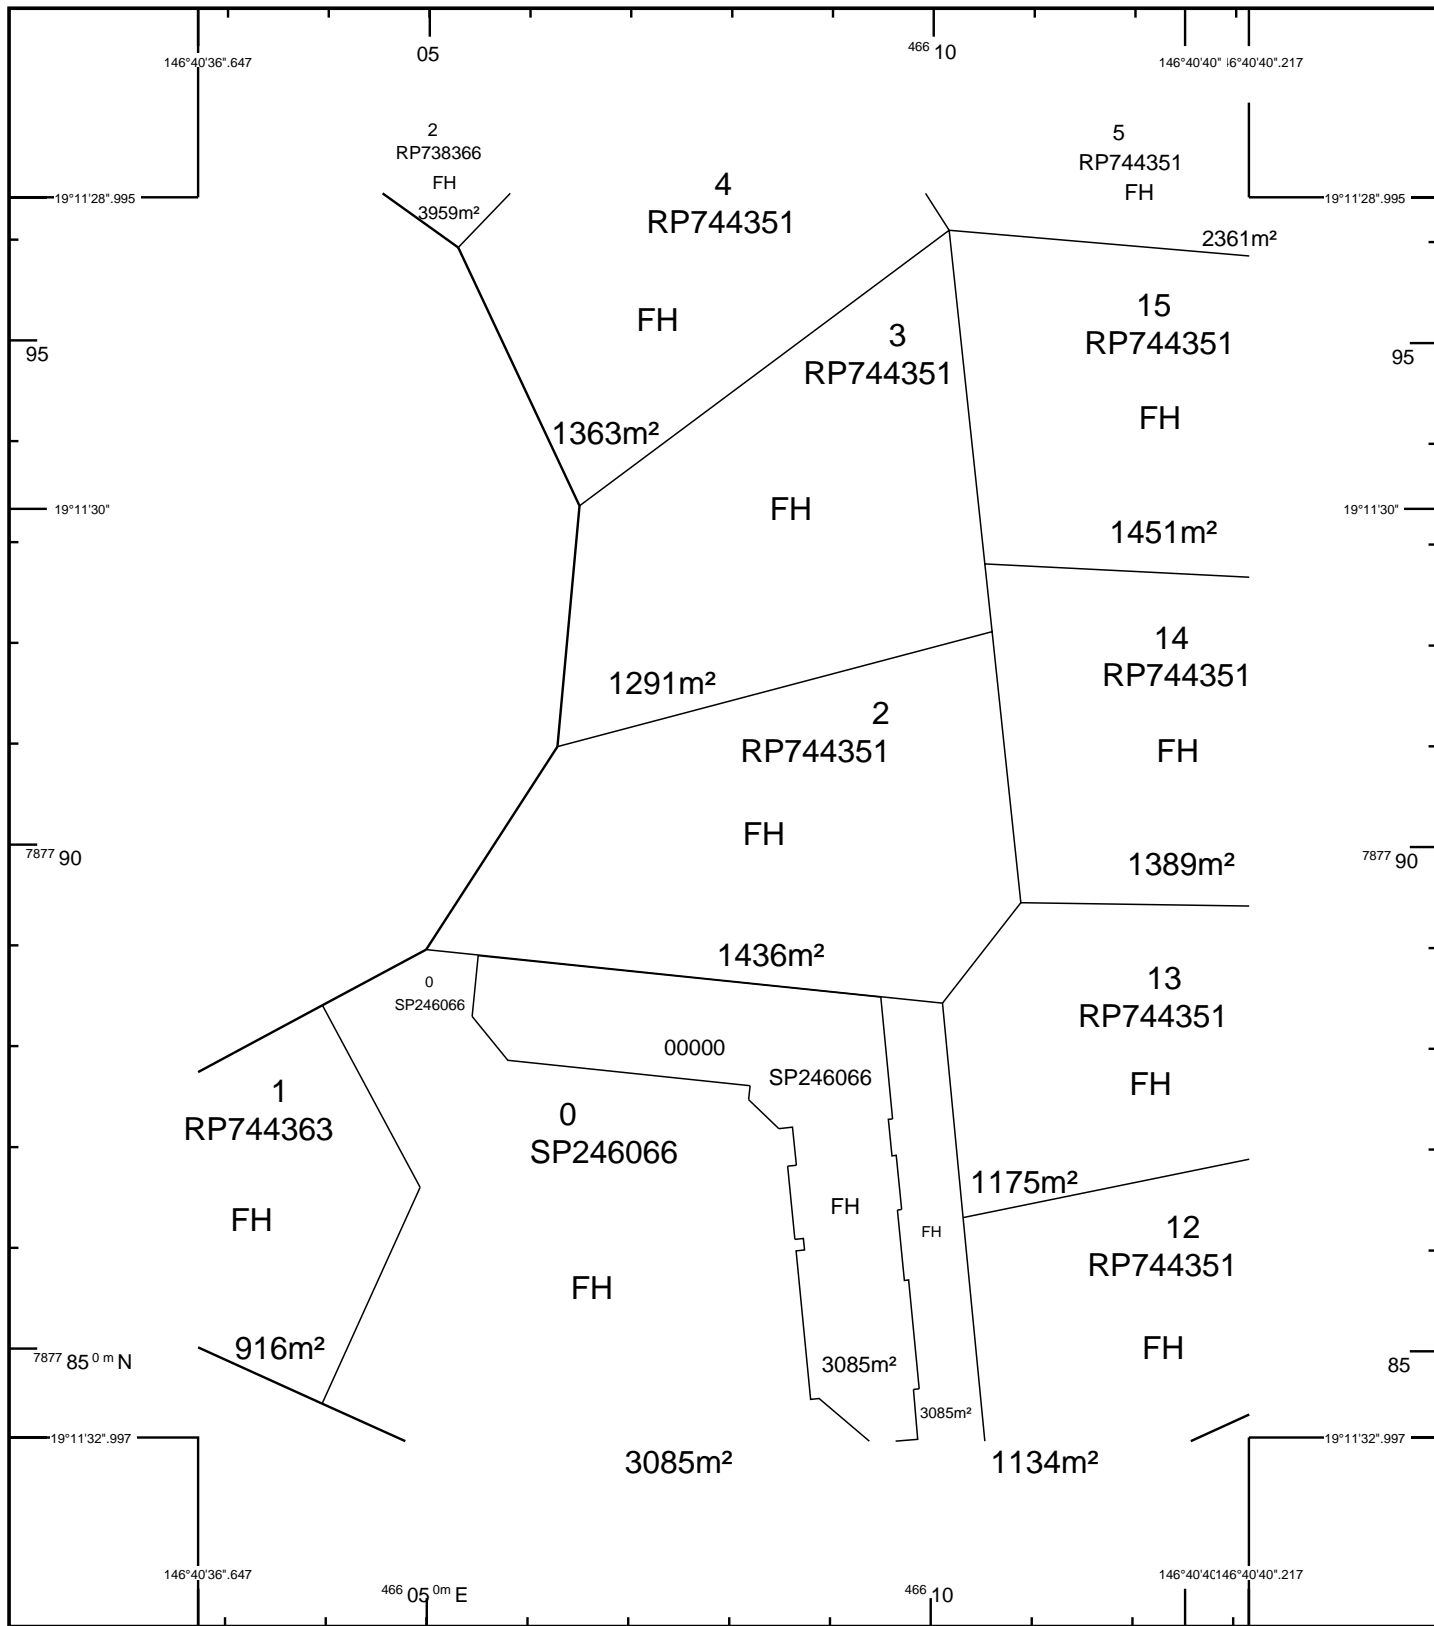 05
466 10
146°40'36".647
146°40'40"
146°40'40".217
2
RP738366
FH
3959m²
4
RP744351
FH
1363m²
5
RP744351
FH
2361m²
19°11'28".995
19°11'28".995
95
95
3
RP744351
FH
1291m²
15
RP744351
FH
1451m²
19°11'30"
19°11'30"
14
RP744351
FH
1389m²
2
RP744351
FH
1436m²
7877 90
7877 90
0
SP246066
00000
SP246066
FH
3085m²
13
RP744351
FH
1175m²
1
RP744363
FH
916m²
0
SP246066
FH
3085m²
FH
3085m²
12
RP744351
FH
1134m²
7877 85 0 m N
85
19°11'32".997
19°11'32".997
146°40'36".647
466 05 0m E
466 10
146°40'40
146°40'40".217